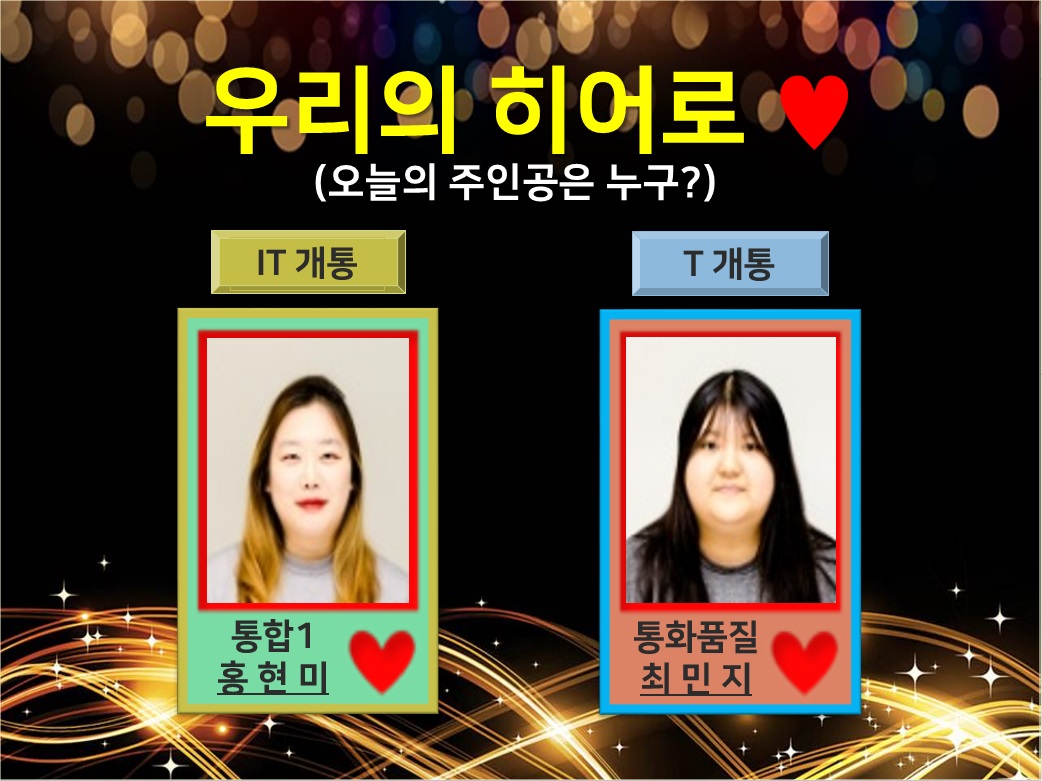 우리의 히어로 ♥
(오늘의 주인공은 누구?)
IT 개통
T 개통
통합1
홍 현 미
통화품질
최 민 지